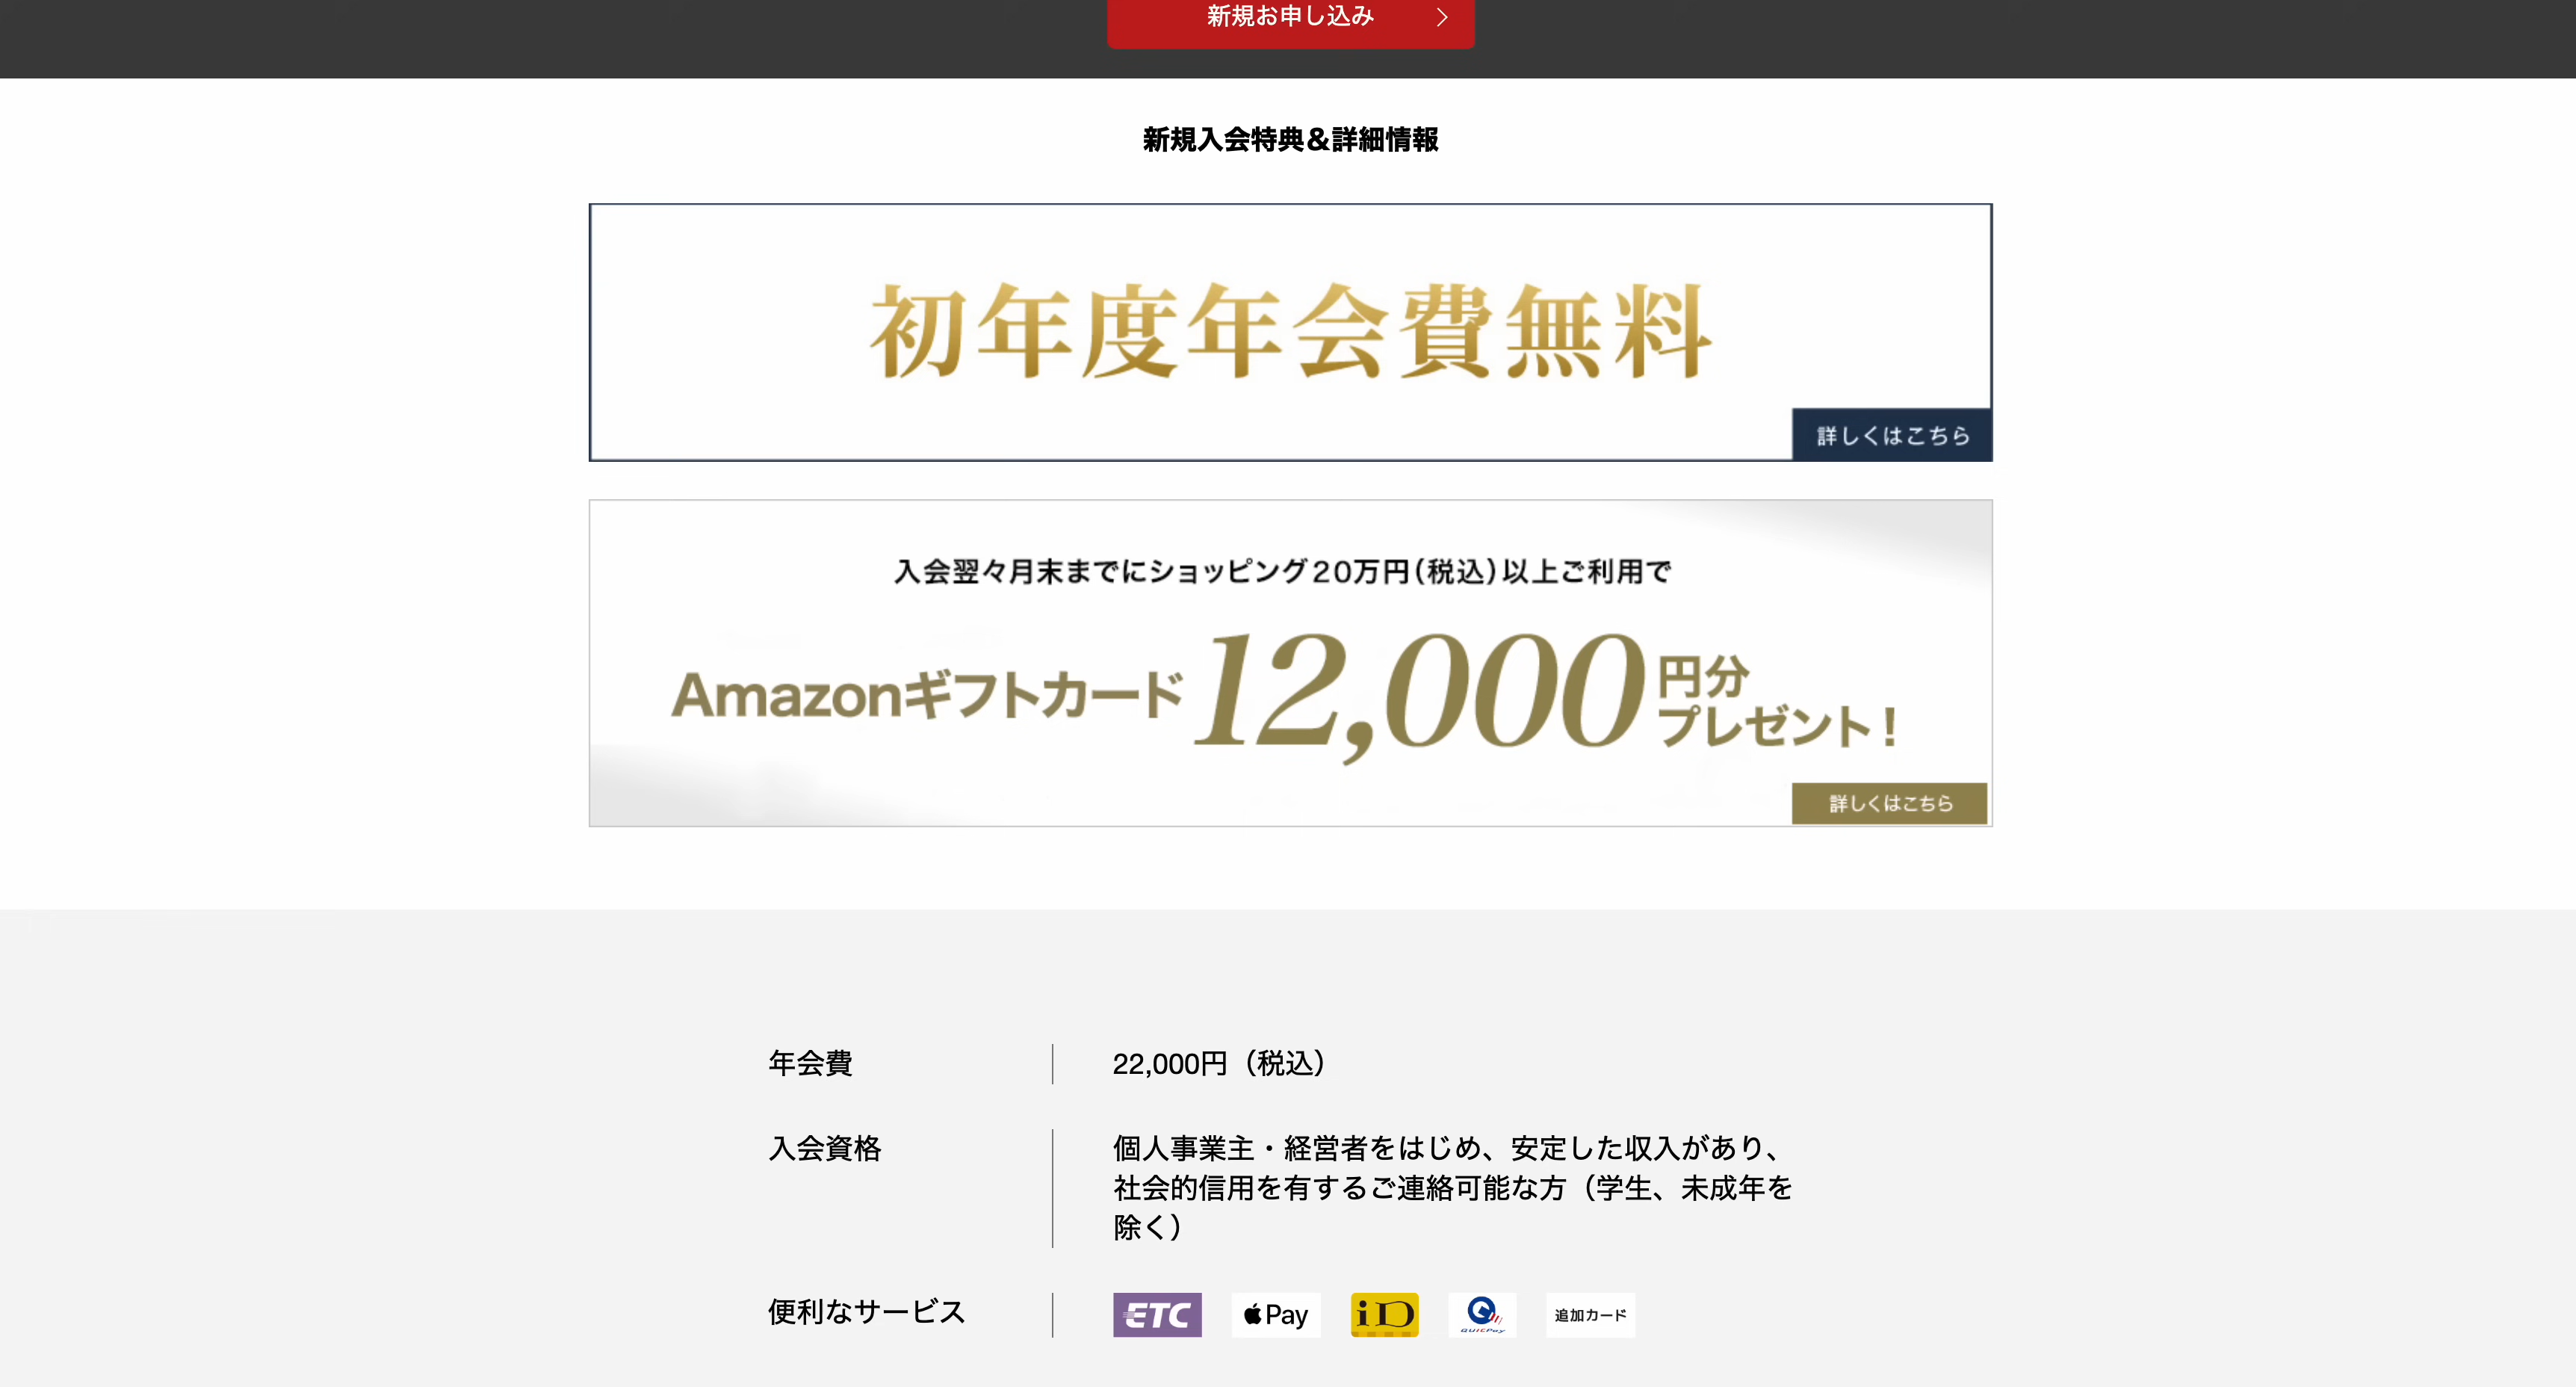 新規お申し込み
新規入会特典＆詳細情報
初年度年会費無料
詳しくはこちら
入会翌々月末までにショッピング20万円（税込）以上ご利用で
Amazonギフトカード12,000円分
プレゼント！
詳しくはこちら
年会費
22,000円（税込）
入会資格
個人事業主・経営者をはじめ、安定した収入があり、
社会的信用を有するご連絡可能な方（学生、未成年を
除く）
便利なサービス
ETC
Pay
iD
QUICPay
追加カード